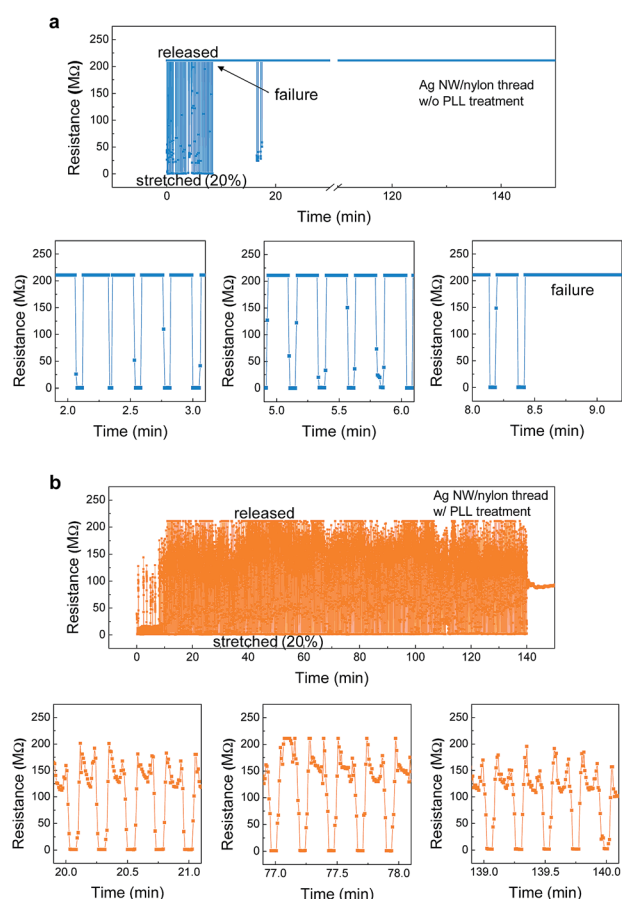 a
250
200
150
100
50
0
Resistance (MΩ)
released
failure
stretched (20%)
Ag NW/nylon thread
w/o PLL treatment
0
20
120
140
Time (min)
250
200
150
100
50
0
Resistance (MΩ)
2.0
2.5
3.0
Time (min)
250
200
150
100
50
0
Resistance (MΩ)
5.0
5.5
6.0
Time (min)
250
200
150
100
50
0
Resistance (MΩ)
failure
8.0
8.5
9.0
Time (min)
b
250
200
150
100
50
0
Resistance (MΩ)
released
Ag NW/nylon thread
w/ PLL treatment
stretched (20%)
0
20
40
60
80
100
120
140
Time (min)
250
200
150
100
50
0
Resistance (MΩ)
20.0
20.5
21.0
Time (min)
250
200
150
100
50
0
Resistance (MΩ)
77.0
77.5
78.0
Time (min)
250
200
150
100
50
0
Resistance (MΩ)
139.0
139.5
140.0
Time (min)